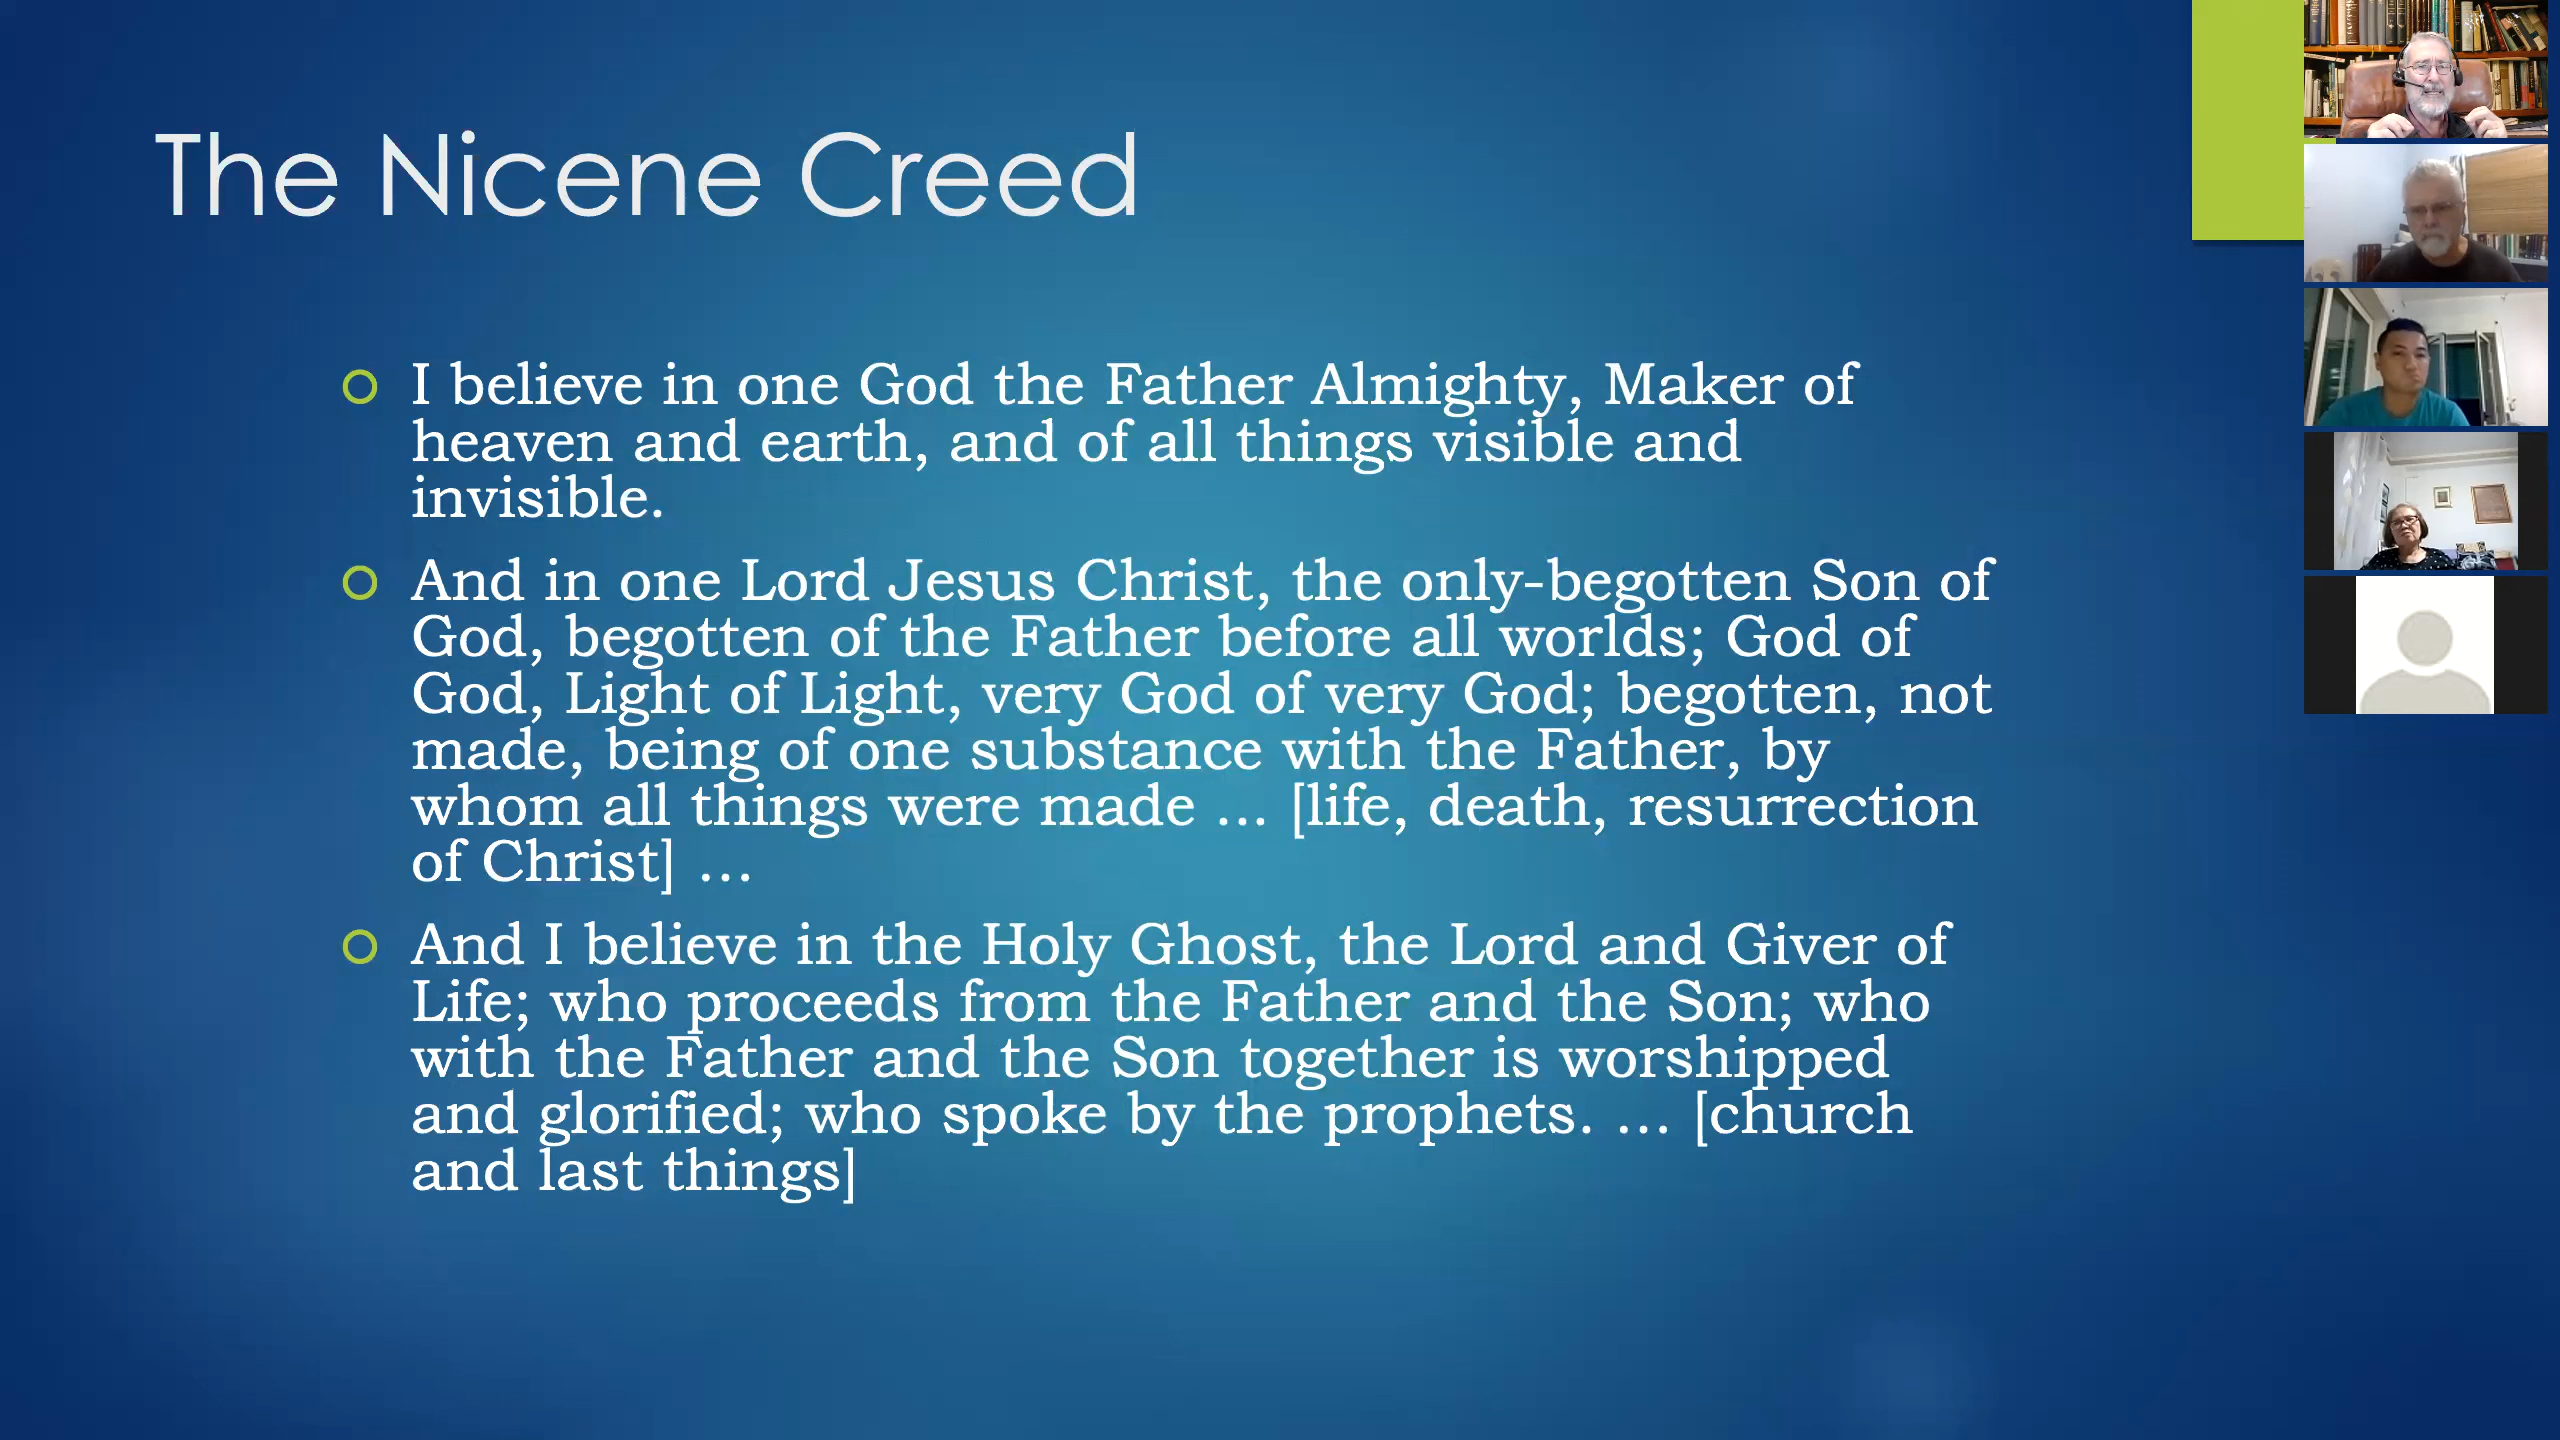 The Nicene Creed
I believe in one God the Father Almighty, Maker of
heaven and earth, and of all things visible and
invisible.
And in one Lord Jesus Christ, the only-begotten Son of
God, begotten of the Father before all worlds; God of
God, Light of Light, very God of very God; begotten, not
made, being of one substance with the Father, by
whom all things were made … [life, death, resurrection
of Christ] …
And I believe in the Holy Ghost, the Lord and Giver of
Life; who proceeds from the Father and the Son; who
with the Father and the Son together is worshipped
and glorified; who spoke by the prophets. … [church
and last things]